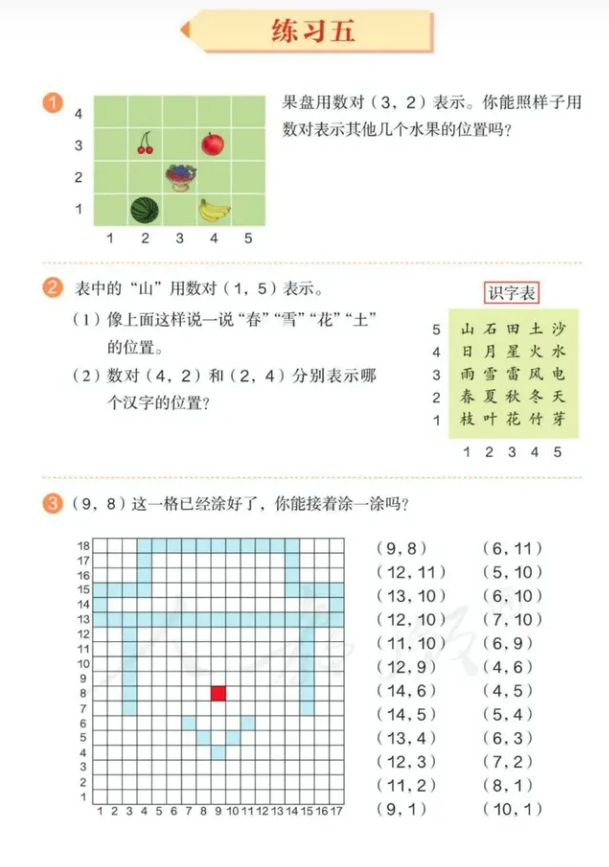 练习五
1 果盘用数对（3，2）表示。你能照样子用
数对表示其他几个水果的位置吗？
4
3
2
1
1 2 3 4 5
2 表中的“山”用数对（1，5）表示。
（1）像上面这样说一说“春”“雪”“花”“土”
的位置。
（2）数对（4，2）和（2，4）分别表示哪
个汉字的位置？
识字表
5 山 石 田 土 沙
4 日 月 星 火 水
3 雨 雪 雷 风 电
2 春 夏 秋 冬 天
1 枝 叶 花 竹 芽
1 2 3 4 5
3 （9，8）这一格已经涂好了，你能接着涂一涂吗？
18
17
16
15
14
13
12
11
10
9
8
7
6
5
4
3
2
1
1 2 3 4 5 6 7 8 9 10 11 12 13 14 15 16 17
（9，8） （6，11）
（12，11） （5，10）
（13，10） （6，10）
（12，10） （7，10）
（11，10） （6，9）
（12，9） （4，6）
（14，6） （4，5）
（14，5） （5，4）
（13，4） （6，3）
（12，3） （7，2）
（11，2） （8，1）
（9，1） （10，1）